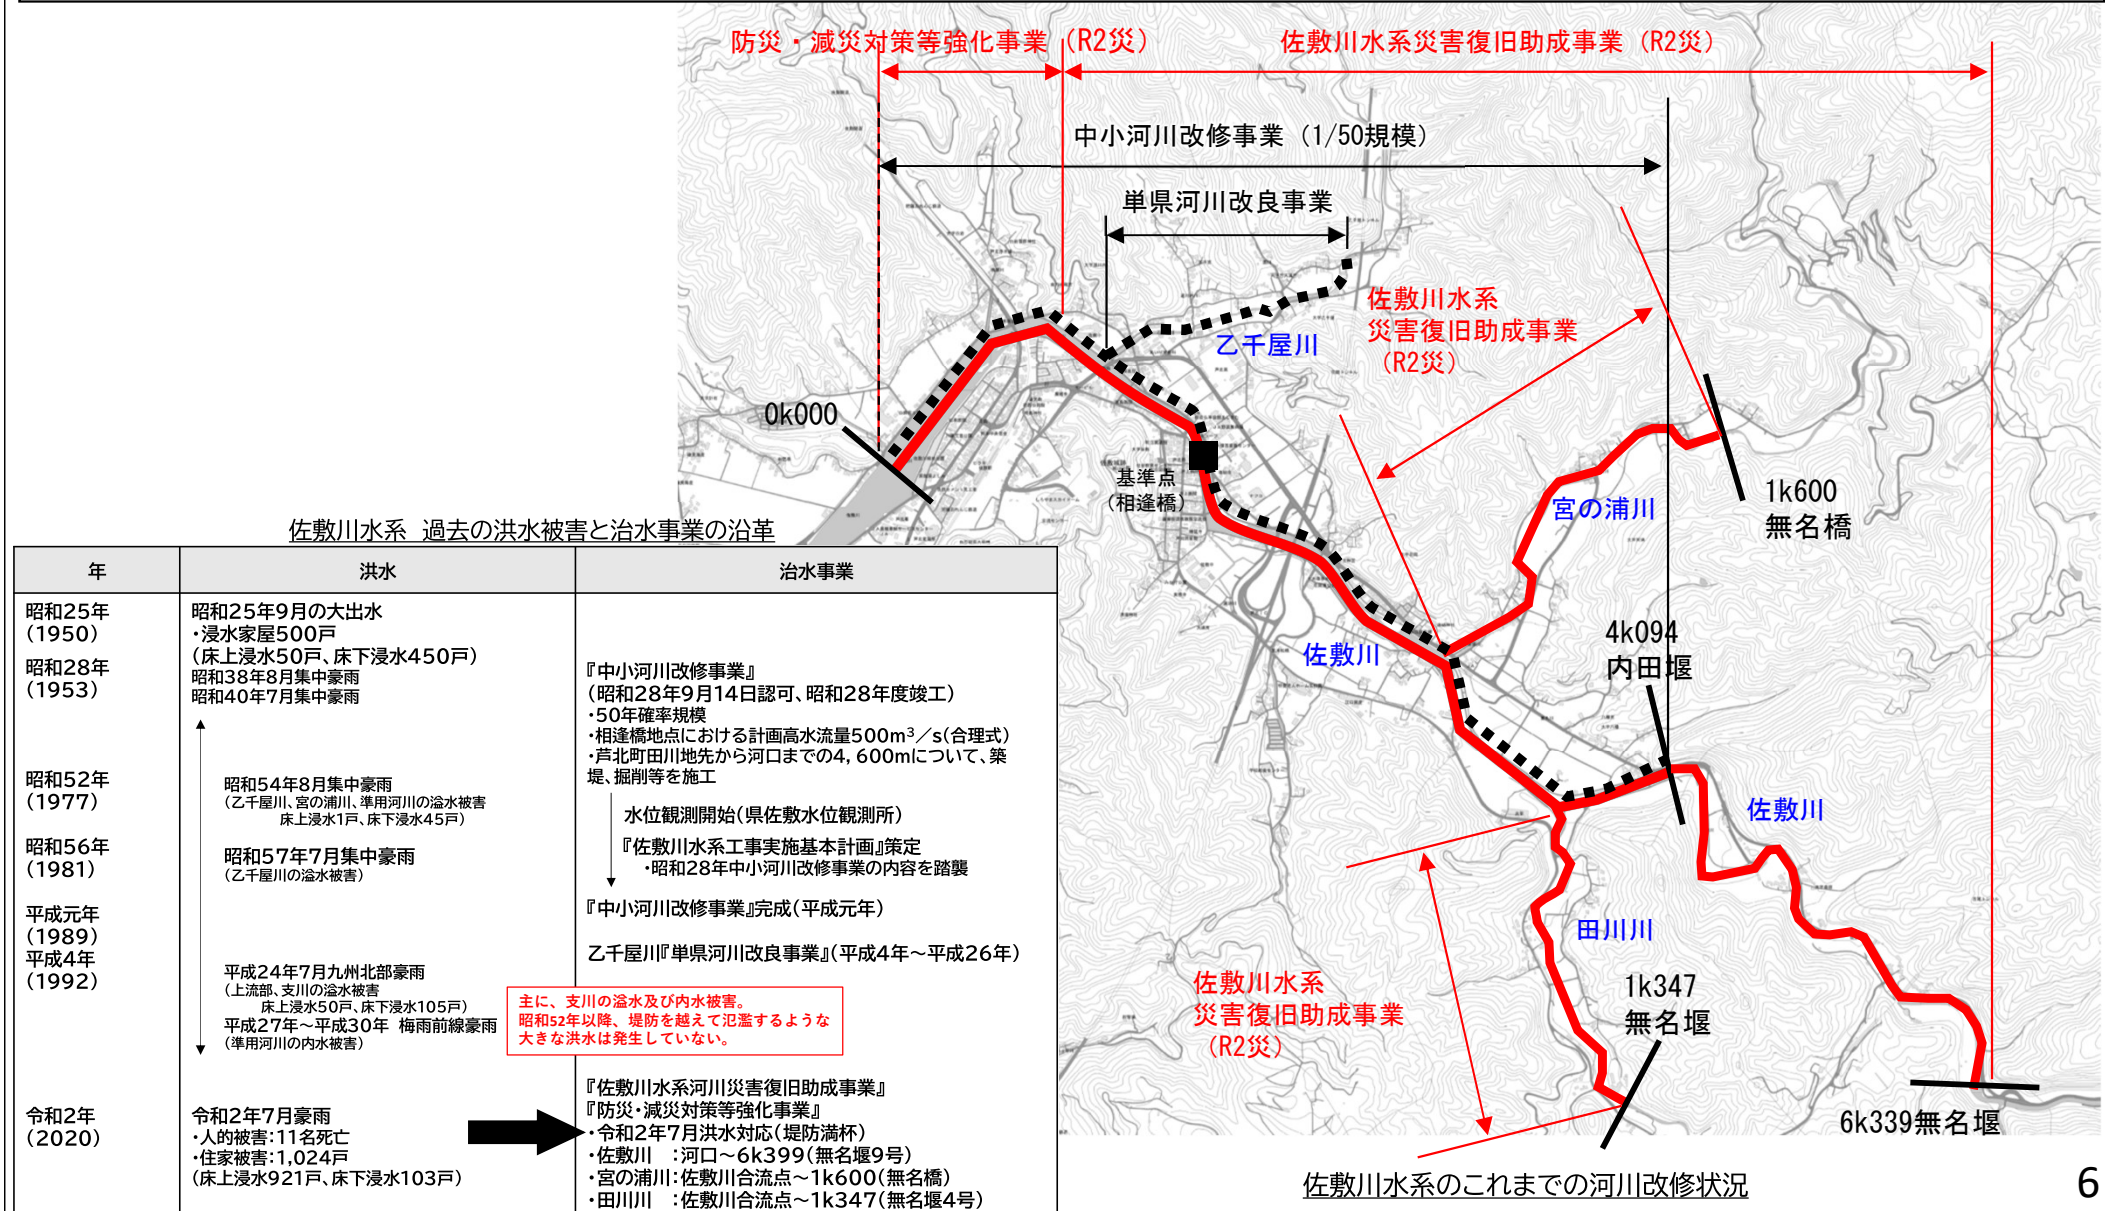 防災・減災対策等強化事業（R2災）
佐敷川水系災害復旧助成事業（R2災）
中小河川改修事業（1/50規模）
単県河川改良事業
佐敷川水系
災害復旧助成事業
（R2災）
乙千屋川
0k000
基準点
（相逢橋）
宮の浦川
1k600
無名橋
4k094
内田堰
佐敷川
佐敷川
田川川
佐敷川水系
災害復旧助成事業
（R2災）
1k347
無名堰
6k339無名堰
佐敷川水系のこれまでの河川改修状況
佐敷川水系 過去の洪水被害と治水事業の沿革
年 洪水 治水事業
昭和25年
（1950）
昭和28年
（1953）
昭和52年
（1977）
昭和56年
（1981）
平成元年
（1989）
平成4年
（1992）
令和2年
（2020）
昭和25年9月の大出水
・浸水家屋500戸
（床上浸水50戸、床下浸水450戸）
昭和38年8月集中豪雨
昭和40年7月集中豪雨
昭和54年8月集中豪雨
（乙千屋川、宮の浦川、準用河川の溢水被害
床上浸水1戸、床下浸水45戸）
昭和57年7月集中豪雨
（乙千屋川の溢水被害）
平成24年7月九州北部豪雨
（上流部、支川の溢水被害
床上浸水50戸、床下浸水105戸）
平成27年～平成30年 梅雨前線豪雨
（準用河川の内水被害）
令和2年7月豪雨
・人的被害：11名死亡
・住家被害：1,024戸
（床上浸水921戸、床下浸水103戸）
『中小河川改修事業』
（昭和28年9月14日認可、昭和28年度竣工）
・50年確率規模
・相逢橋地点における計画高水流量500m³／s(合理式)
・芦北町田川地先から河口までの4，600mについて、築
堤、掘削等を施工
水位観測開始（県佐敷水位観測所）
『佐敷川水系工事実施基本計画』策定
・昭和28年中小河川改修事業の内容を踏襲
『中小河川改修事業』完成（平成元年）
乙千屋川『単県河川改良事業』（平成4年～平成26年）
主に、支川の溢水及び内水被害。
昭和52年以降、堤防を越えて氾濫するような
大きな洪水は発生していない。
『佐敷川水系河川災害復旧助成事業』
『防災・減災対策等強化事業』
・令和2年7月洪水対応（堤防満杯）
・佐敷川 ：河口～6k399（無名堰9号）
・宮の浦川：佐敷川合流点～1k600（無名橋）
・田川川 ：佐敷川合流点～1k347（無名堰4号）
6